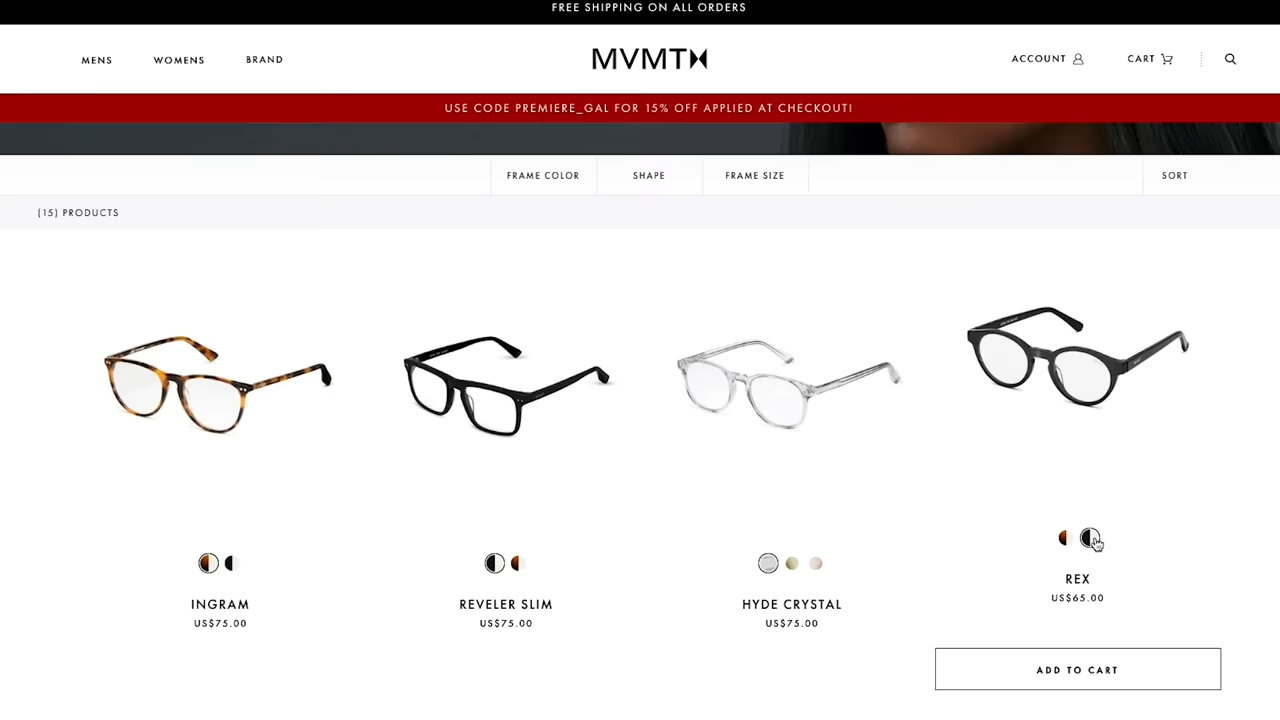 FREE SHIPPING ON ALL ORDERS
MENS WOMENS BRAND MVMT ACCOUNT CART
USE CODE PREMIERE_GAL FOR 15% OFF APPLIED AT CHECKOUT!
FRAME COLOR SHAPE FRAME SIZE SORT
(15) PRODUCTS
INGRAM
US$75.00
REVELER SLIM
US$75.00
HYDE CRYSTAL
US$75.00
REX
US$65.00
ADD TO CART